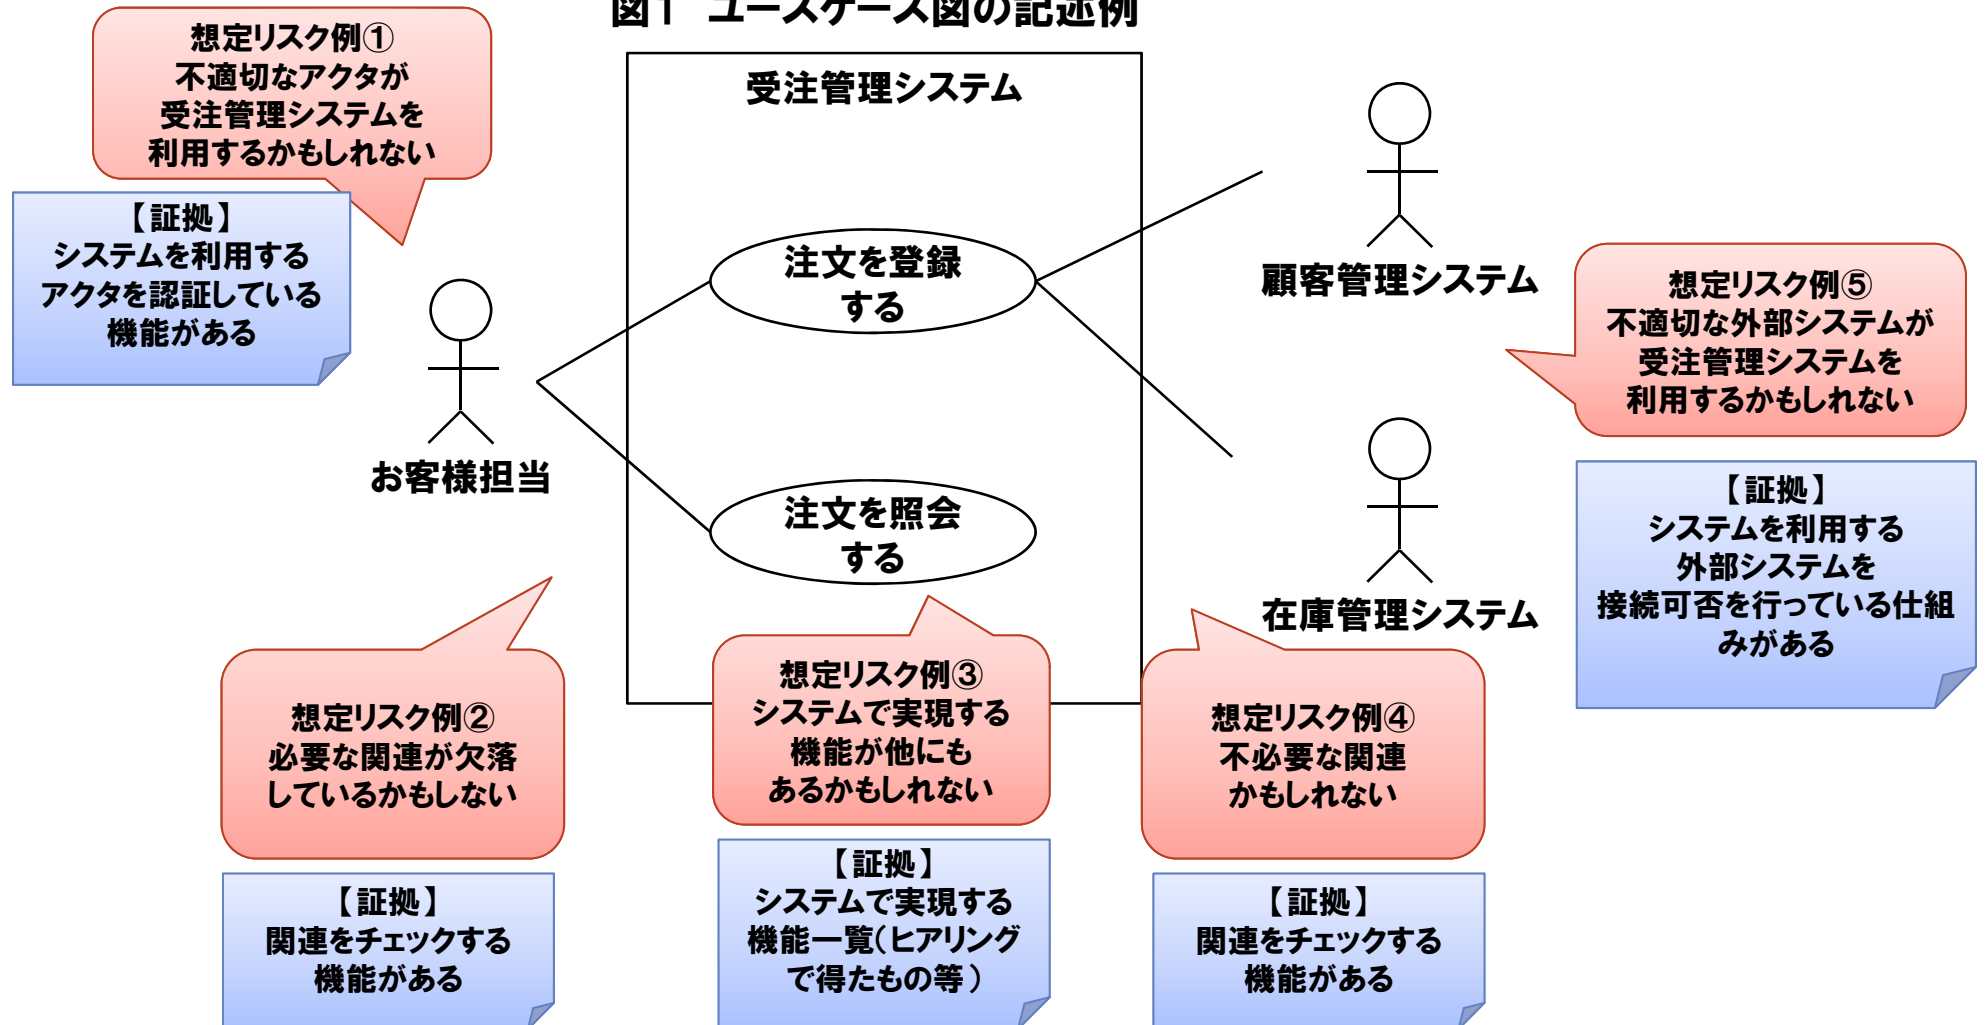 図1 ユースケース図の記述例
想定リスク例①
不適切なアクタが
受注管理システムを
利用するかもしれない
【証拠】
システムを利用する
アクタを認証している
機能がある
受注管理システム
注文を登録
する
注文を照会
する
お客様担当
顧客管理システム
在庫管理システム
想定リスク例⑤
不適切な外部システムが
受注管理システムを
利用するかもしれない
【証拠】
システムを利用する
外部システムを
接続可否を行っている仕組
みがある
想定リスク例②
必要な関連が欠落
しているかもしない
【証拠】
関連をチェックする
機能がある
想定リスク例③
システムで実現する
機能が他にも
あるかもしれない
【証拠】
システムで実現する
機能一覧(ヒアリング
で得たもの等)
想定リスク例④
不必要な関連
かもしれない
【証拠】
関連をチェックする
機能がある